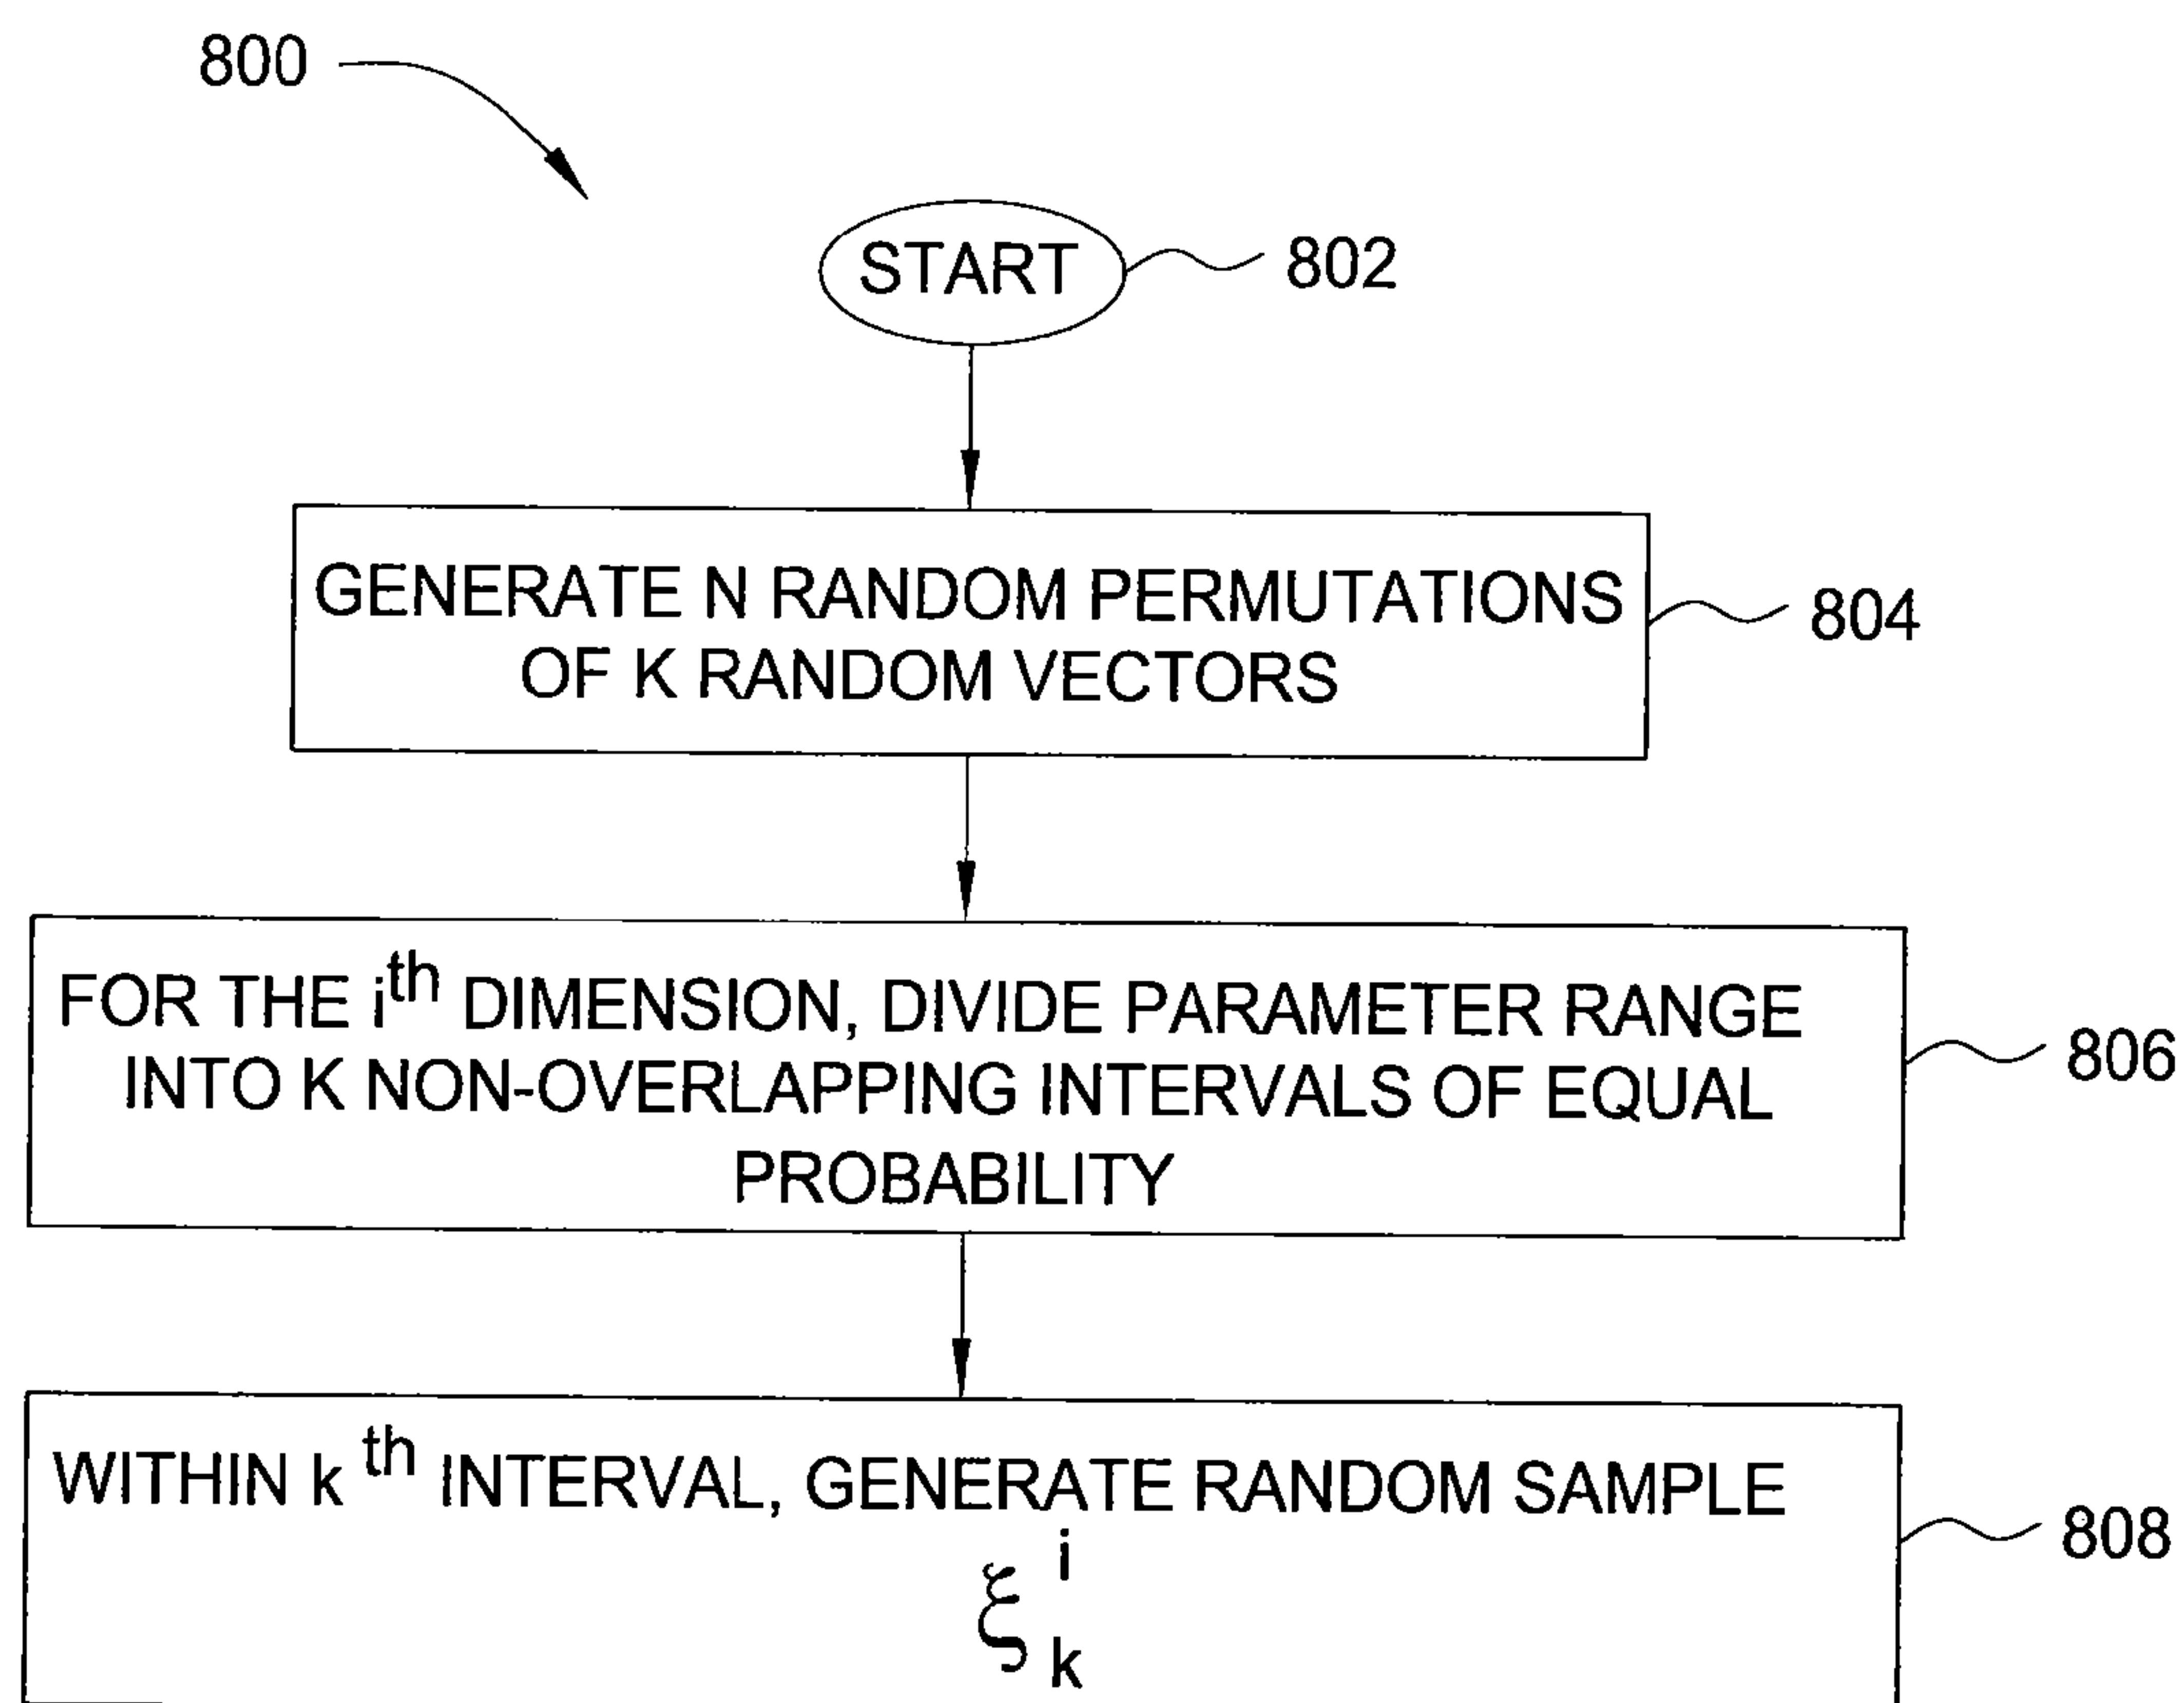 800
START
802
GENERATE N RANDOM PERMUTATIONS
OF K RANDOM VECTORS
804
FOR THE iᵗʰ DIMENSION, DIVIDE PARAMETER RANGE
INTO K NON-OVERLAPPING INTERVALS OF EQUAL
PROBABILITY
806
WITHIN k ᵗʰ INTERVAL, GENERATE RANDOM SAMPLE
ξ i k
808